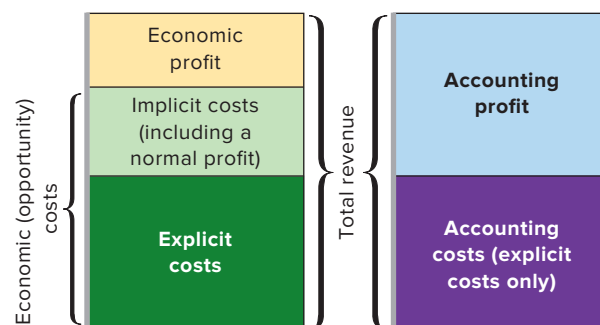 Economic (opportunity)
costs
Economic
profit
Implicit costs
(including a
normal profit)
Explicit
costs
Total revenue
Accounting
profit
Accounting
costs (explicit
costs only)